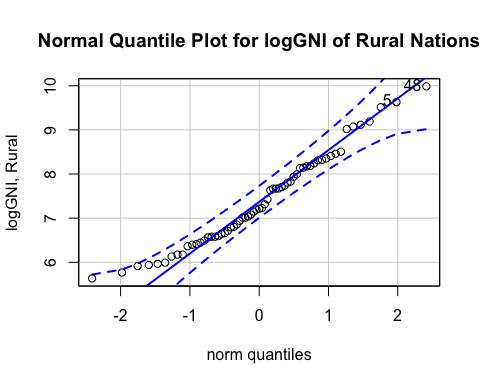 Normal Quantile Plot for logGNI of Rural Nations
logGNI, Rural
10
9
8
7
6
48
5
-2 -1 0 1 2
norm quantiles